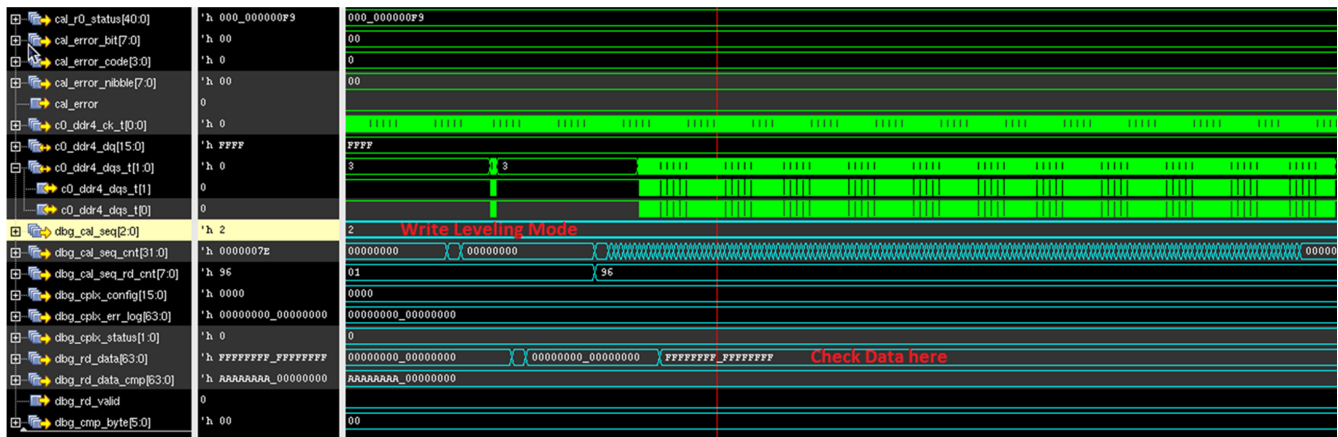 cal_r0_status[40:0] 'h 000_000000F9 000_000000F9
cal_error_bit[7:0] 'h 00 00
cal_error_code[3:0] 'h 0 0
cal_error_nibble[7:0] 'h 00 00
cal_error 0
c0_ddr4_ck_t[0:0] 'h 0
c0_ddr4_dq[15:0] 'h FFFF FFFF
c0_ddr4_dqs_t[1:0] 'h 0 3 3
c0_ddr4_dqs_t[1] 0
c0_ddr4_dqs_t[0] 0
dbg_cal_seq[2:0] 'h 2 2 Write Leveling Mode
dbg_cal_seq_cnt[31:0] 'h 0000007E 00000000 00000000 00000
dbg_cal_seq_rd_cnt[7:0] 'h 96 01 96
dbg_cplx_config[15:0] 'h 0000 0000
dbg_cplx_err_log[63:0] 'h 00000000_00000000 00000000_00000000
dbg_cplx_status[1:0] 'h 0 0
dbg_rd_data[63:0] 'h FFFFFFFF_FFFFFFFF 00000000_00000000 00000000_00000000 FFFFFFFF_FFFFFFFF Check Data here
dbg_rd_data_cmp[63:0] 'h AAAAAAAA_00000000 AAAAAAAA_00000000
dbg_rd_valid 0
dbg_cmp_byte[5:0] 'h 00 00